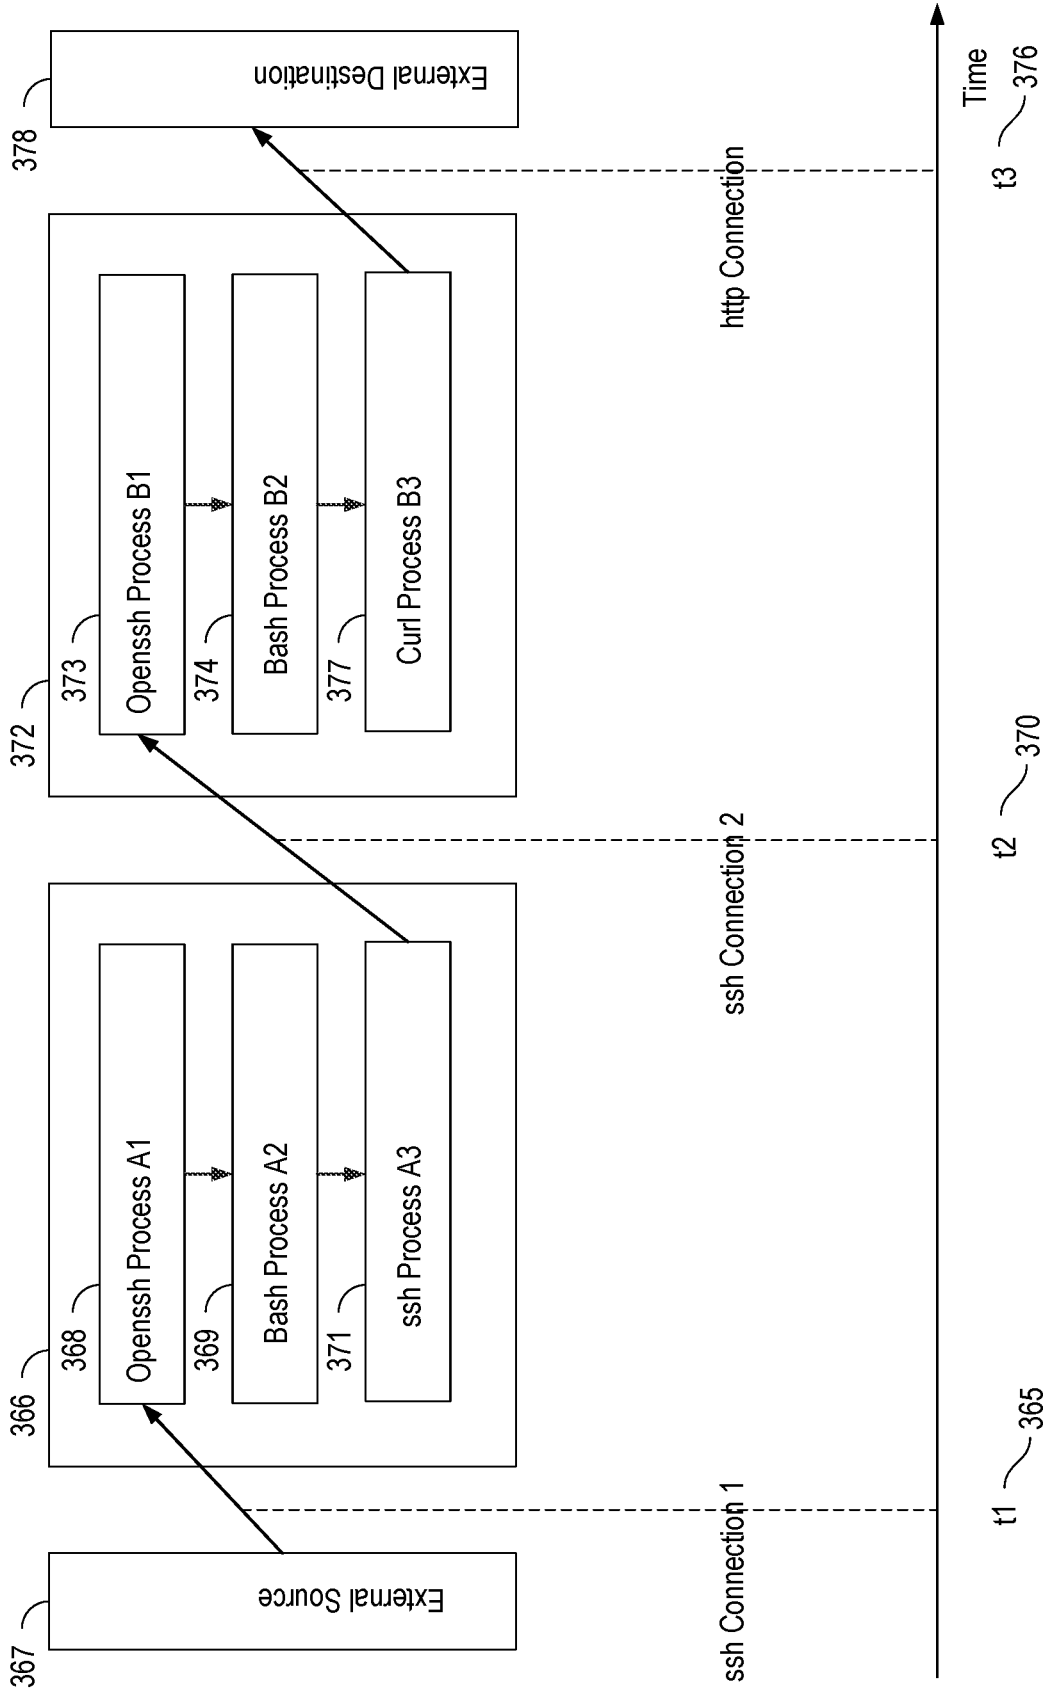 367
External Source
366
368
Openssh Process A1
369
Bash Process A2
371
ssh Process A3
372
373
Openssh Process B1
374
Bash Process B2
377
Curl Process B3
378
External Destination
ssh Connection 1
ssh Connection 2
http Connection
Time
t1
365
t2
370
t3
376